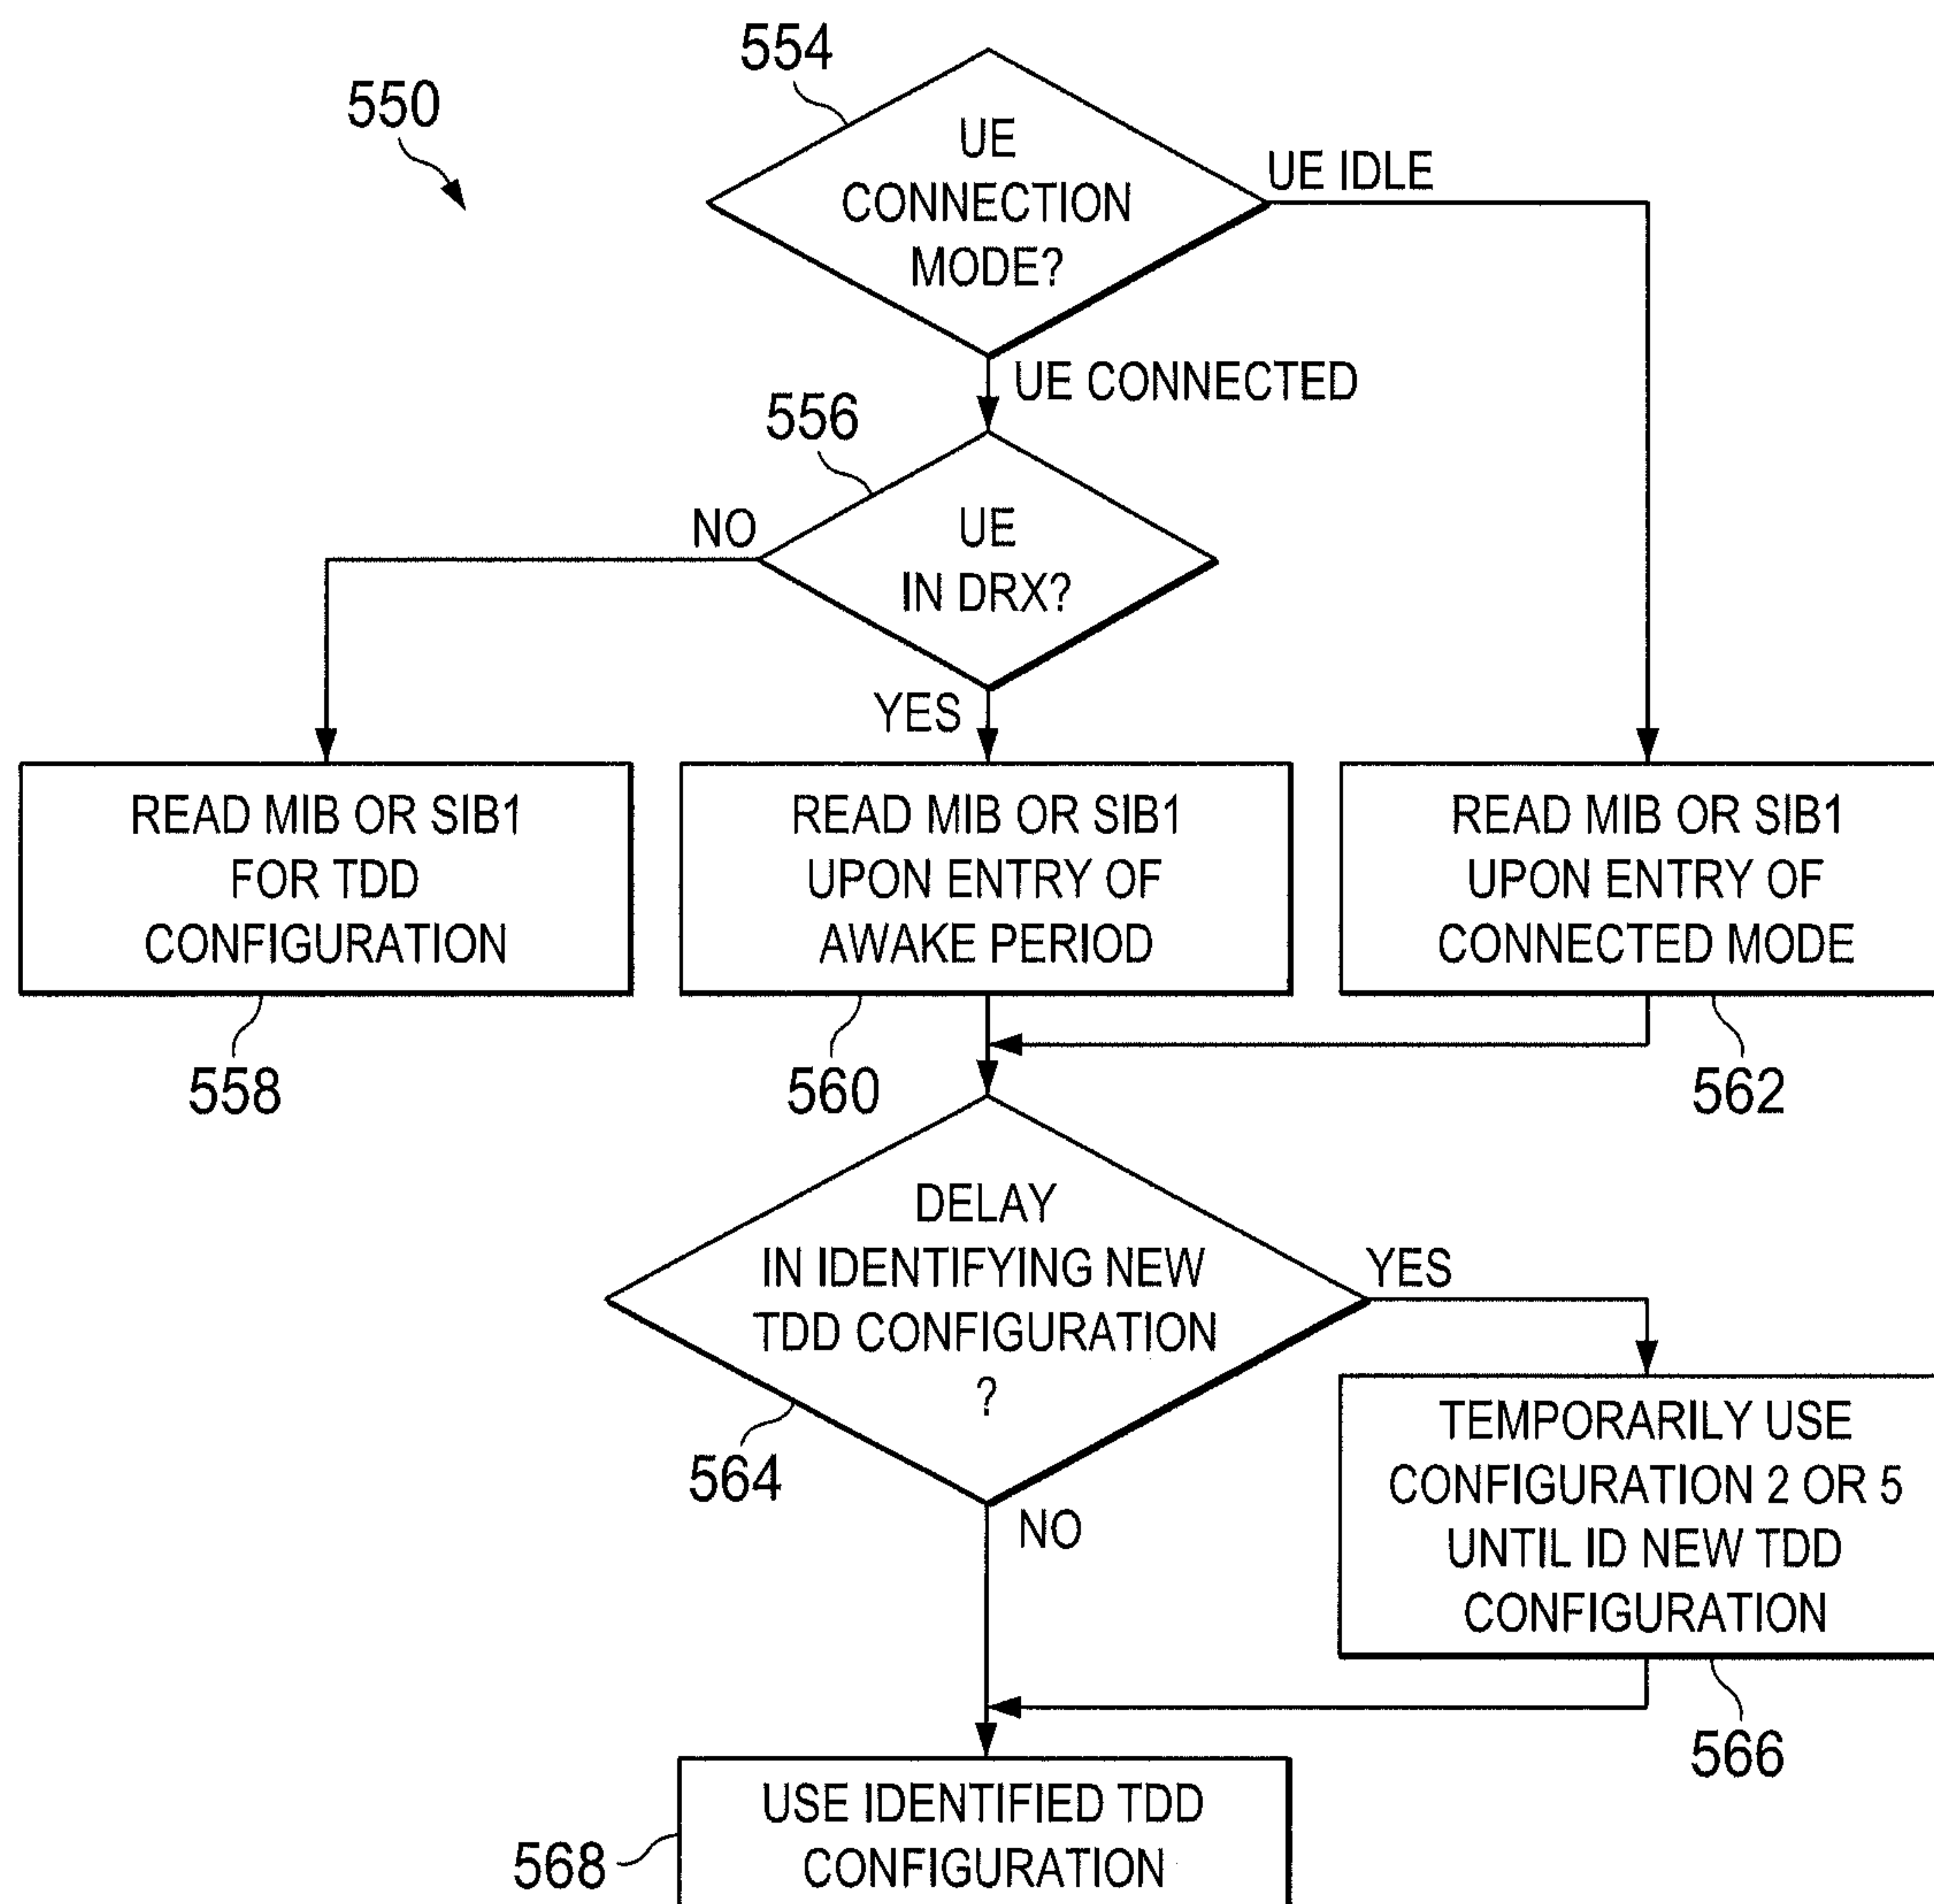 554
550
UE
CONNECTION
MODE?
UE IDLE
UE CONNECTED
556
NO
UE
IN DRX?
YES
READ MIB OR SIB1
FOR TDD
CONFIGURATION
READ MIB OR SIB1
UPON ENTRY OF
AWAKE PERIOD
READ MIB OR SIB1
UPON ENTRY OF
CONNECTED MODE
558
560
562
DELAY
IN IDENTIFYING NEW
TDD CONFIGURATION
?
YES
564
NO
TEMPORARILY USE
CONFIGURATION 2 OR 5
UNTIL ID NEW TDD
CONFIGURATION
566
USE IDENTIFIED TDD
CONFIGURATION
568